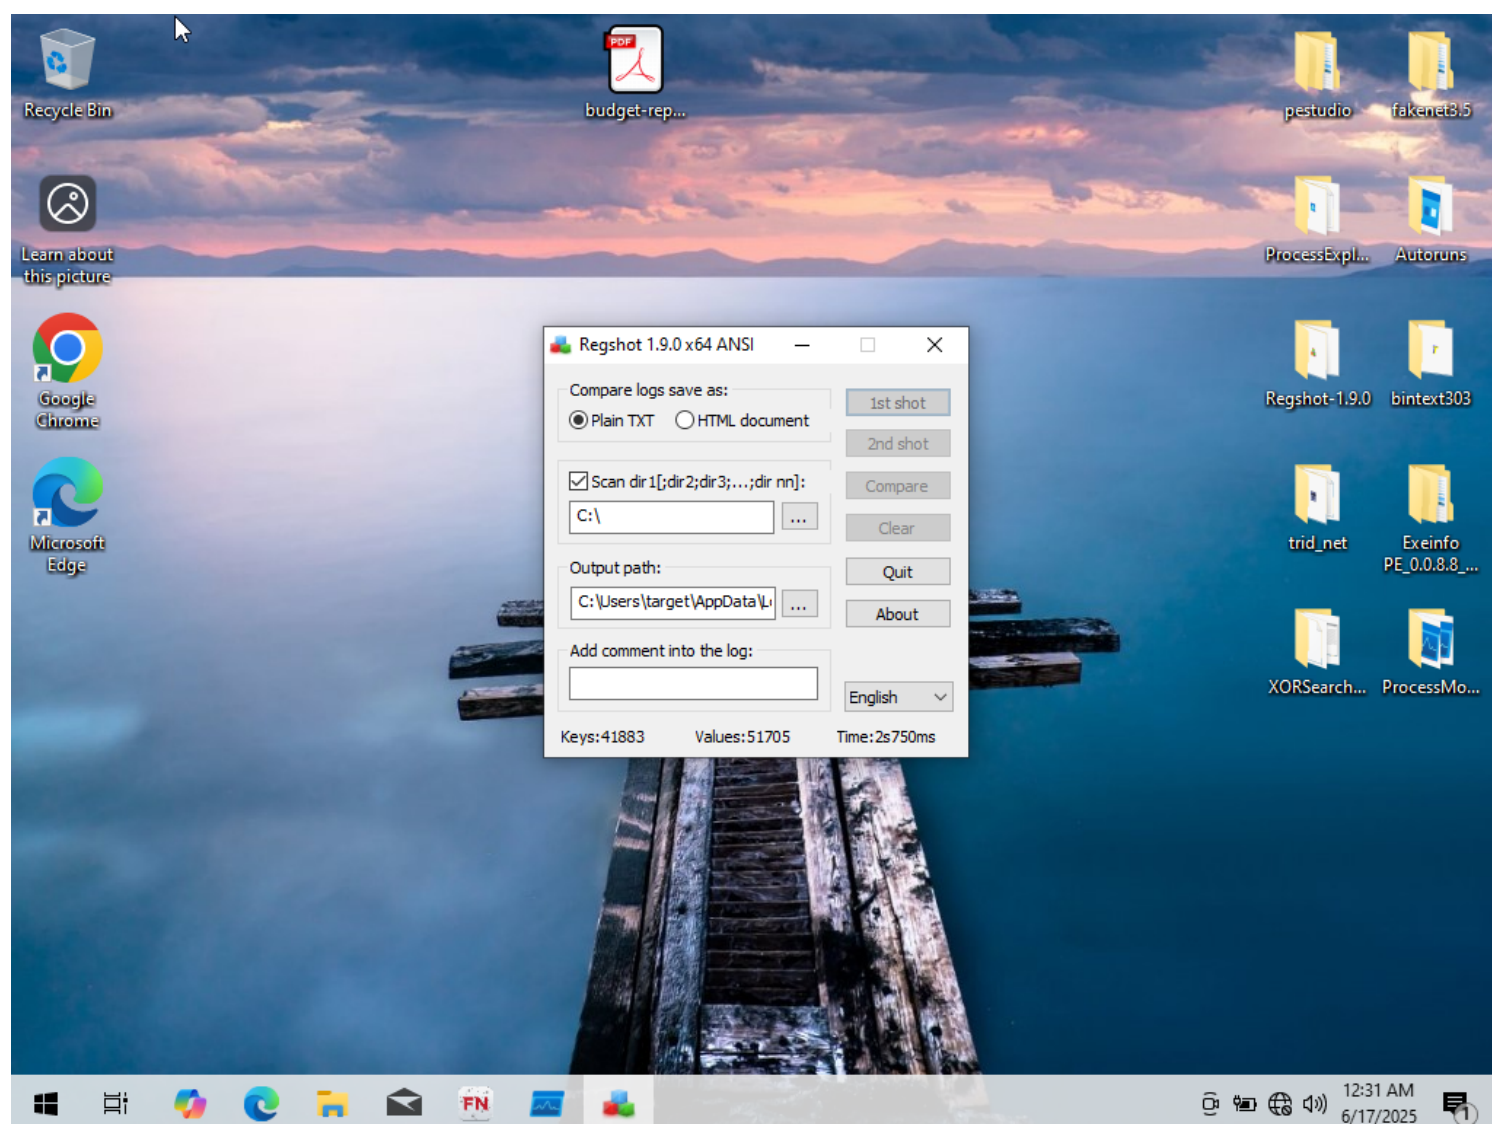 Recycle Bin
PDF
budget-rep...
pestudio
fakenet3.5
Learn about
this picture
ProcessExpl...
Autoruns
Google
Chrome
Regshot-1.9.0
bintext303
Microsoft
Edge
trid_net
Exeinfo
PE_0.0.8.8_...
XORSearch...
ProcessMo...
Regshot 1.9.0 x64 ANSI
Compare logs save as:
Plain TXT
HTML document
Scan dir1[;dir2;dir3;...;dir nn]:
C:\
...
Output path:
C:\Users\target\AppData\L
...
Add comment into the log:
1st shot
2nd shot
Compare
Clear
Quit
About
English
Keys:41883
Values:51705
Time:2s750ms
FN
12:31 AM
6/17/2025
1